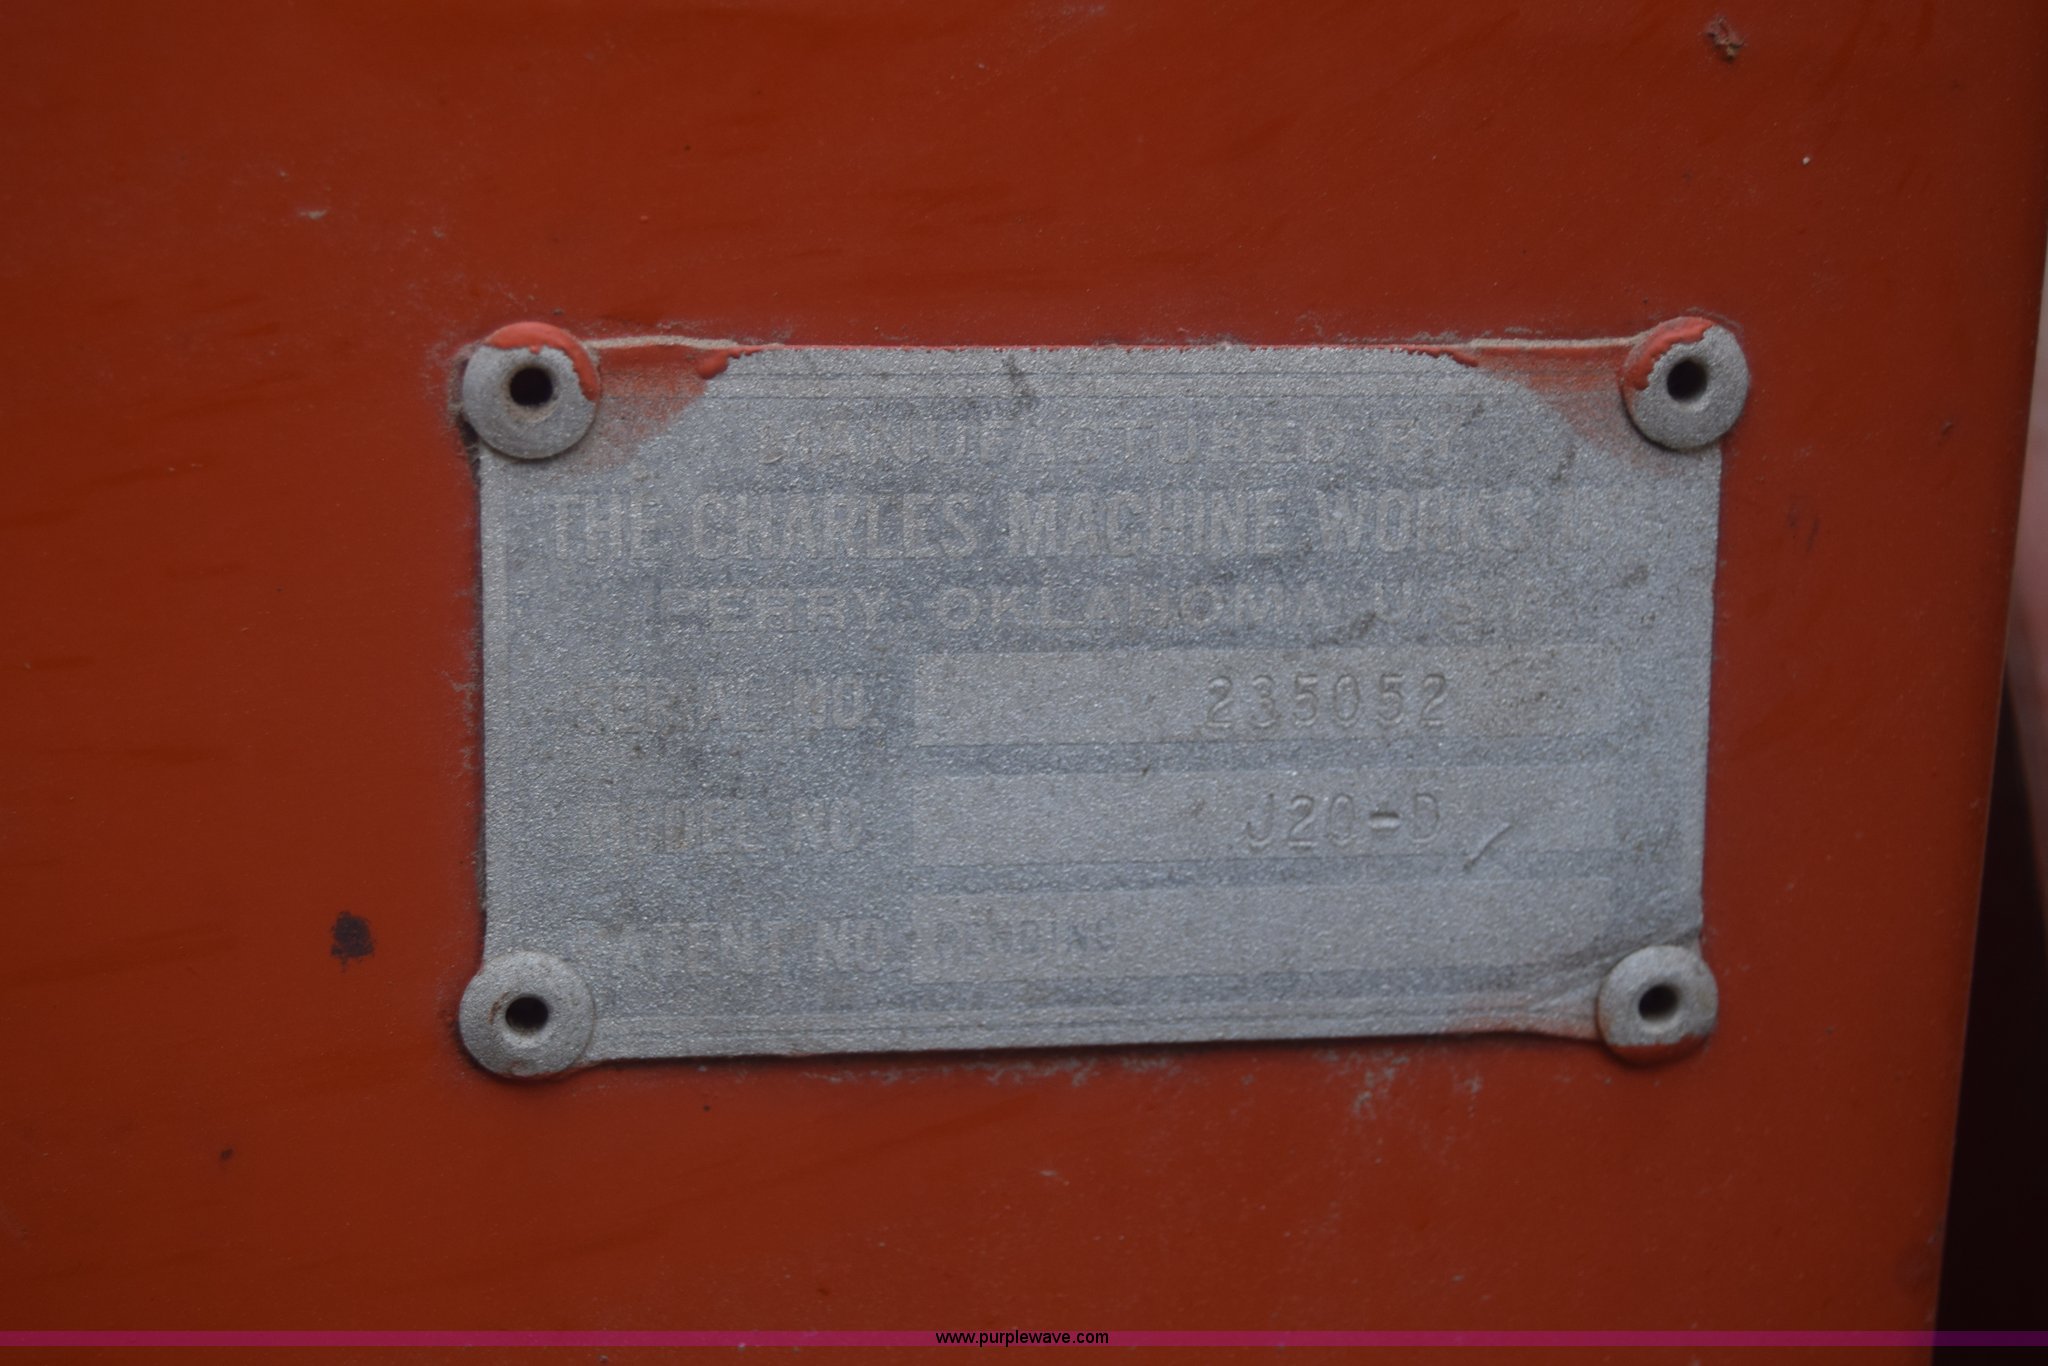 MANUFACTURED BY
THE CHARLES MACHINE WORKS
PERRY, OKLAHOMA, U.S.A.
SERIAL NO. 235052
MODEL NO. J20-D
PATENT NO. PENDING
www.purplewave.com